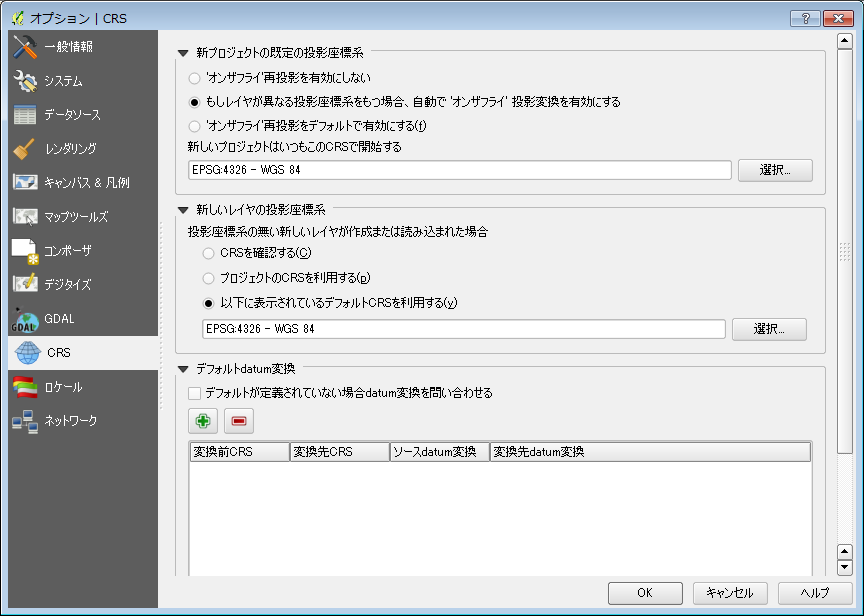 オプション | CRS
一般情報
システム
データソース
レンダリング
キャンバス & 凡例
マップツールズ
コンポーザ
デジタイズ
GDAL
GDAL
CRS
ロケール
ネットワーク
新プロジェクトの既定の投影座標系
'オンザフライ'再投影を有効にしない
もしレイヤが異なる投影座標系をもつ場合、自動で 'オンザフライ' 投影変換を有効にする
'オンザフライ'再投影をデフォルトで有効にする(f)
新しいプロジェクトはいつもこのCRSで開始する
EPSG:4326 - WGS 84
選択...
新しいレイヤの投影座標系
投影座標系の無い新しいレイヤが作成または読み込まれた場合
CRSを確認する(C)
プロジェクトのCRSを利用する(p)
以下に表示されているデフォルトCRSを利用する(y)
EPSG:4326 - WGS 84
選択...
デフォルトdatum変換
デフォルトが定義されていない場合datum変換を問い合わせる
変換前CRS 変換先CRS ソースdatum変換 変換先datum変換
OK キャンセル ヘルプ